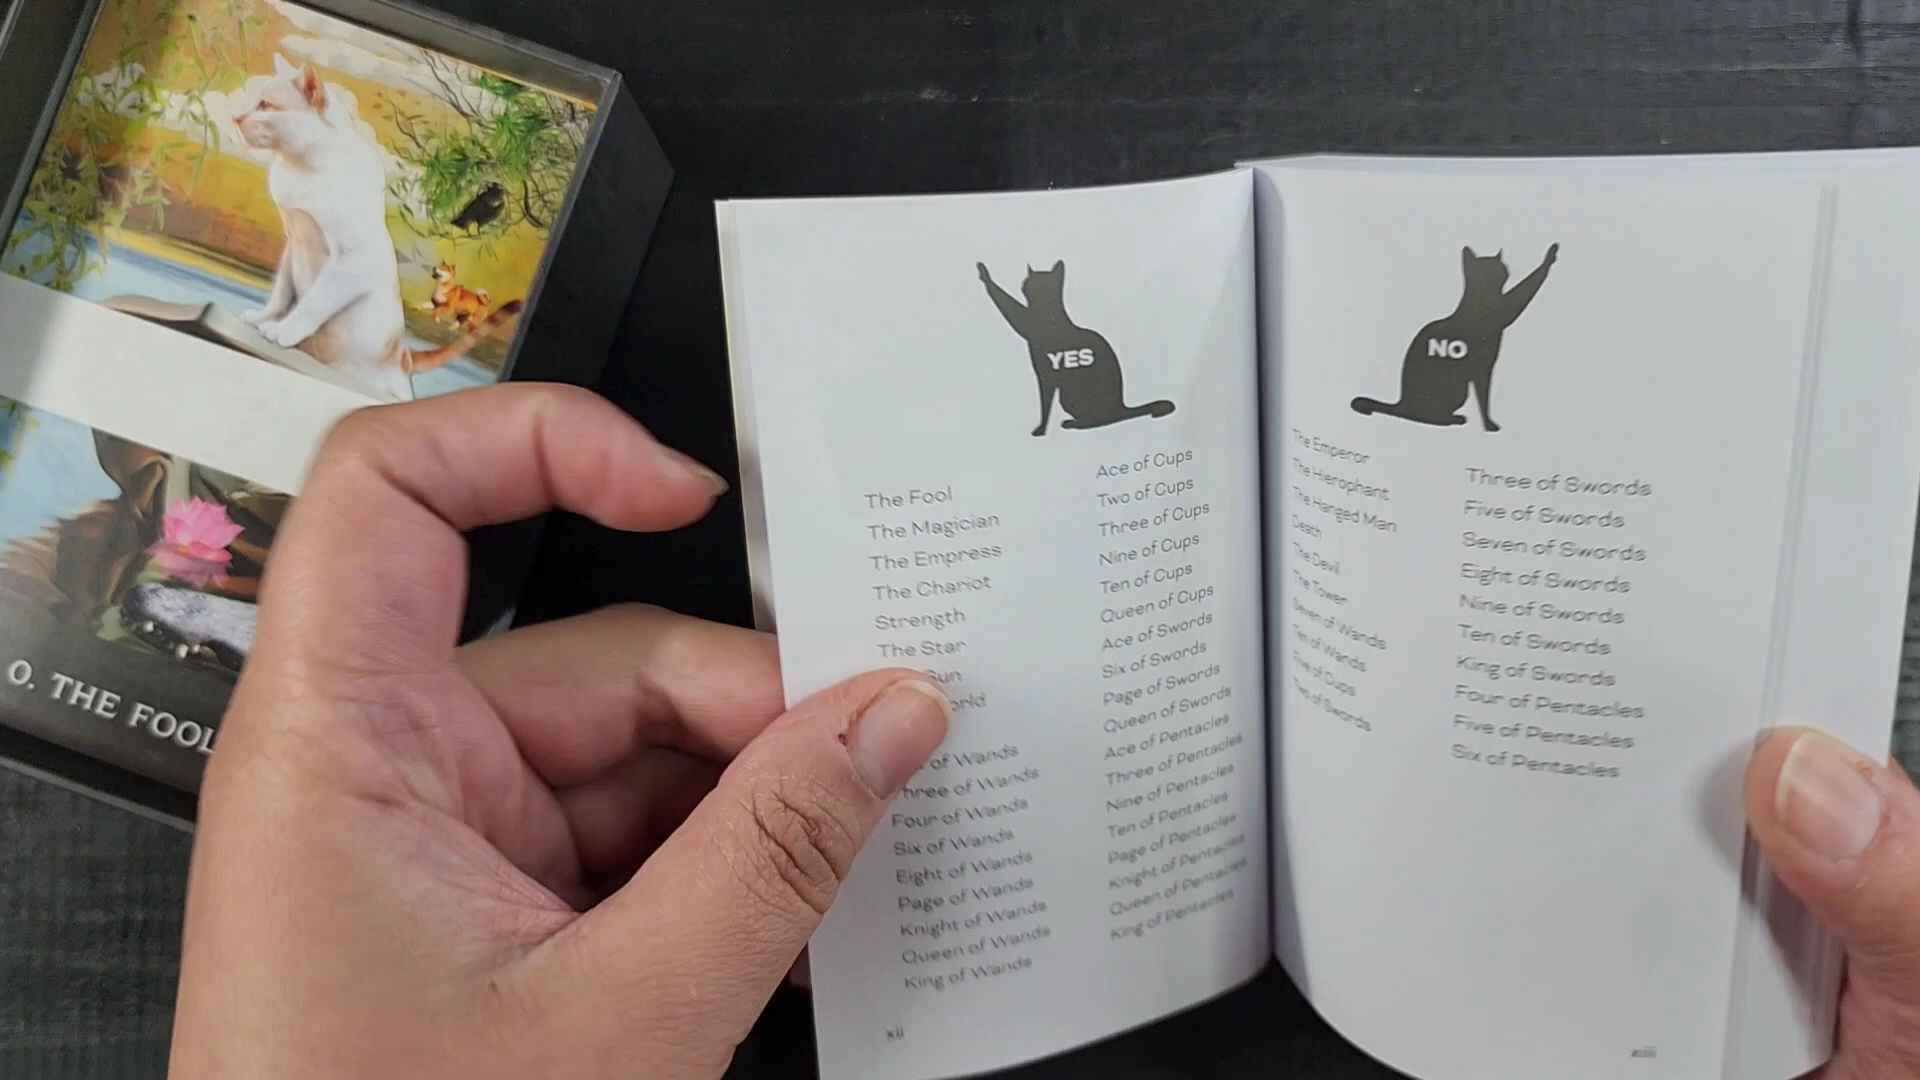 O. THE FOOL
YES
The Fool
The Magician
The Empress
The Chariot
Strength
The Star
Sun
of Wands
Three of Wands
Four of Wands
Six of Wands
Eight of Wands
Page of Wands
Knight of Wands
Queen of Wands
King of Wands
Ace of Cups
Two of Cups
Three of Cups
Nine of Cups
Ten of Cups
Queen of Cups
Ace of Swords
Six of Swords
Page of Swords
Queen of Swords
Ace of Pentacles
Three of Pentacles
Nine of Pentacles
Ten of Pentacles
Page of Pentacles
Knight of Pentacles
Queen of Pentacles
King of Pentacles
xii
NO
The Emperor
The Hierophant
The Hanged Man
Death
The Devil
The Tower
Seven of Wands
Ten of Wands
Five of Cups
Two of Swords
Three of Swords
Five of Swords
Seven of Swords
Eight of Swords
Nine of Swords
Ten of Swords
King of Swords
Four of Pentacles
Five of Pentacles
Six of Pentacles
xiii